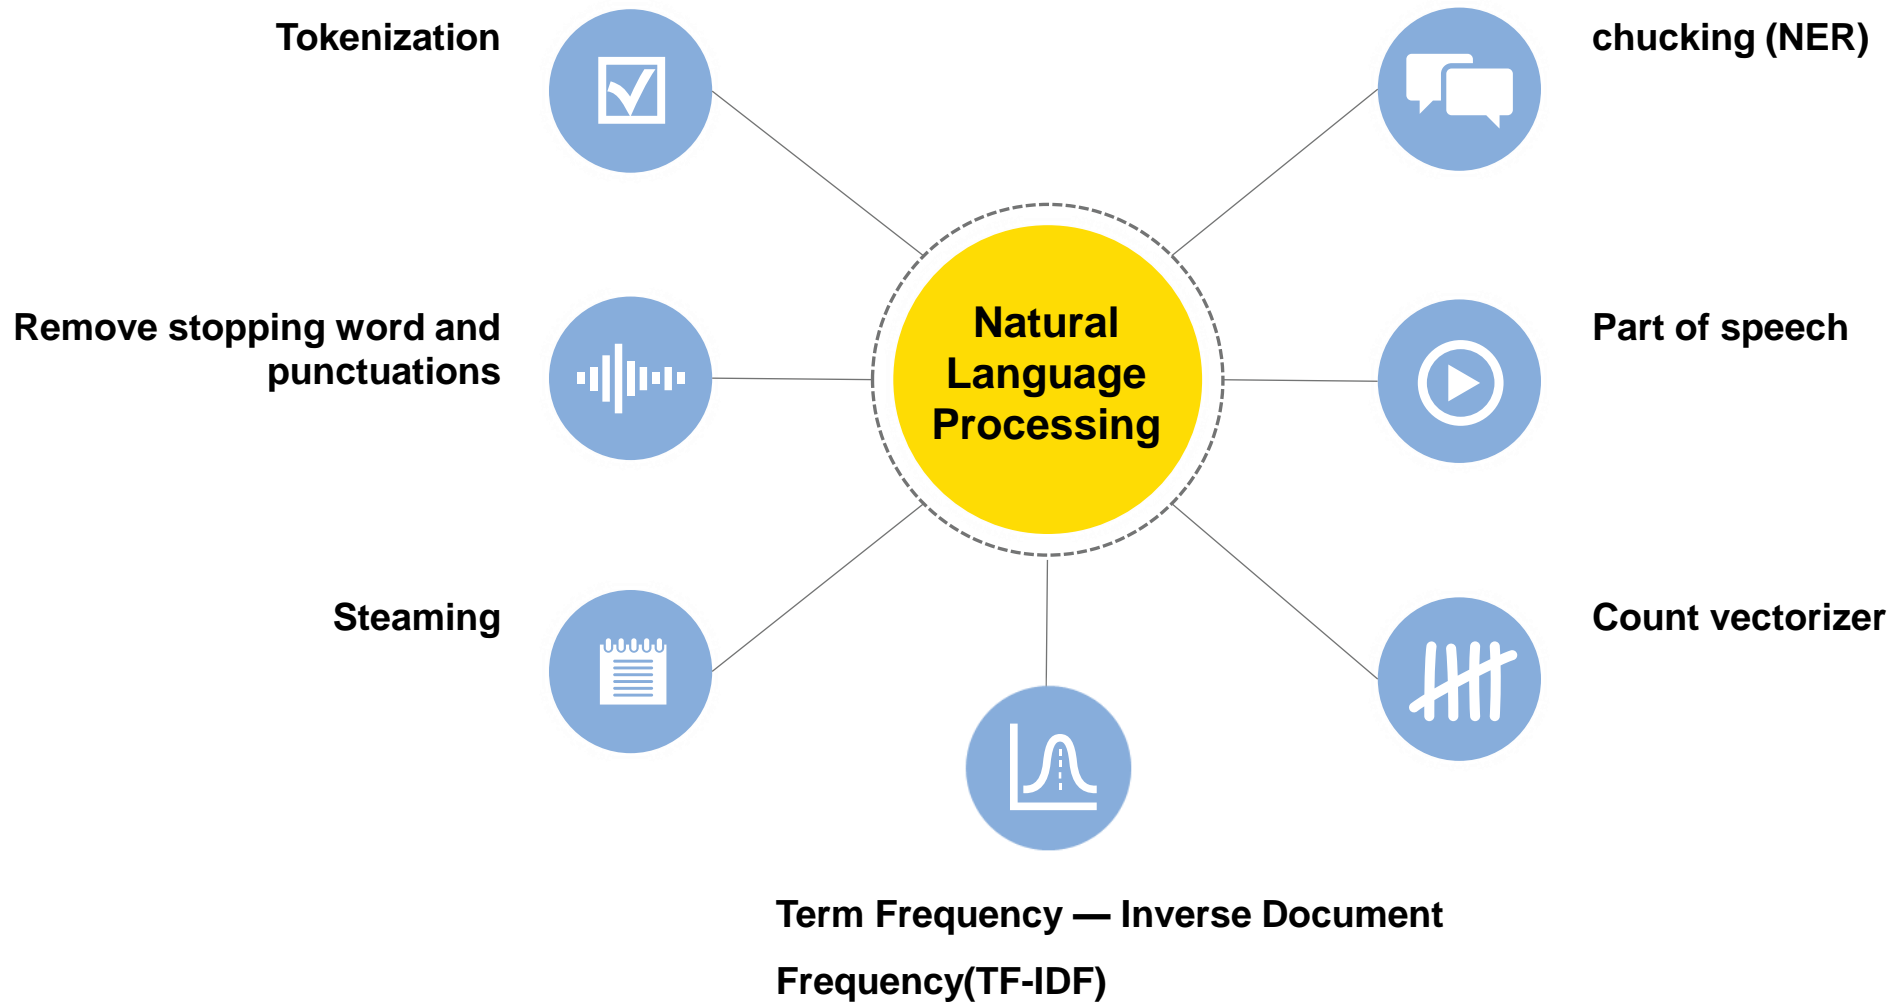 Tokenization
chucking (NER)
Remove stopping word and
punctuations
Natural
Language
Processing
Part of speech
Steaming
Count vectorizer
Term Frequency — Inverse Document
Frequency(TF-IDF)